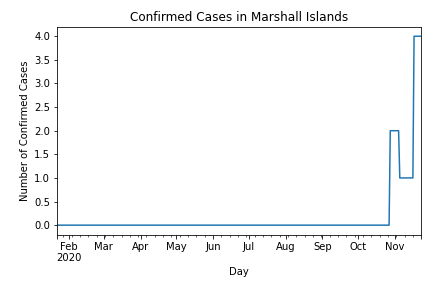 Confirmed Cases in Marshall Islands
Number of Confirmed Cases
4.0
3.5
3.0
2.5
2.0
1.5
1.0
0.5
0.0
Feb Mar Apr May Jun Jul Aug Sep Oct Nov
2020
Day